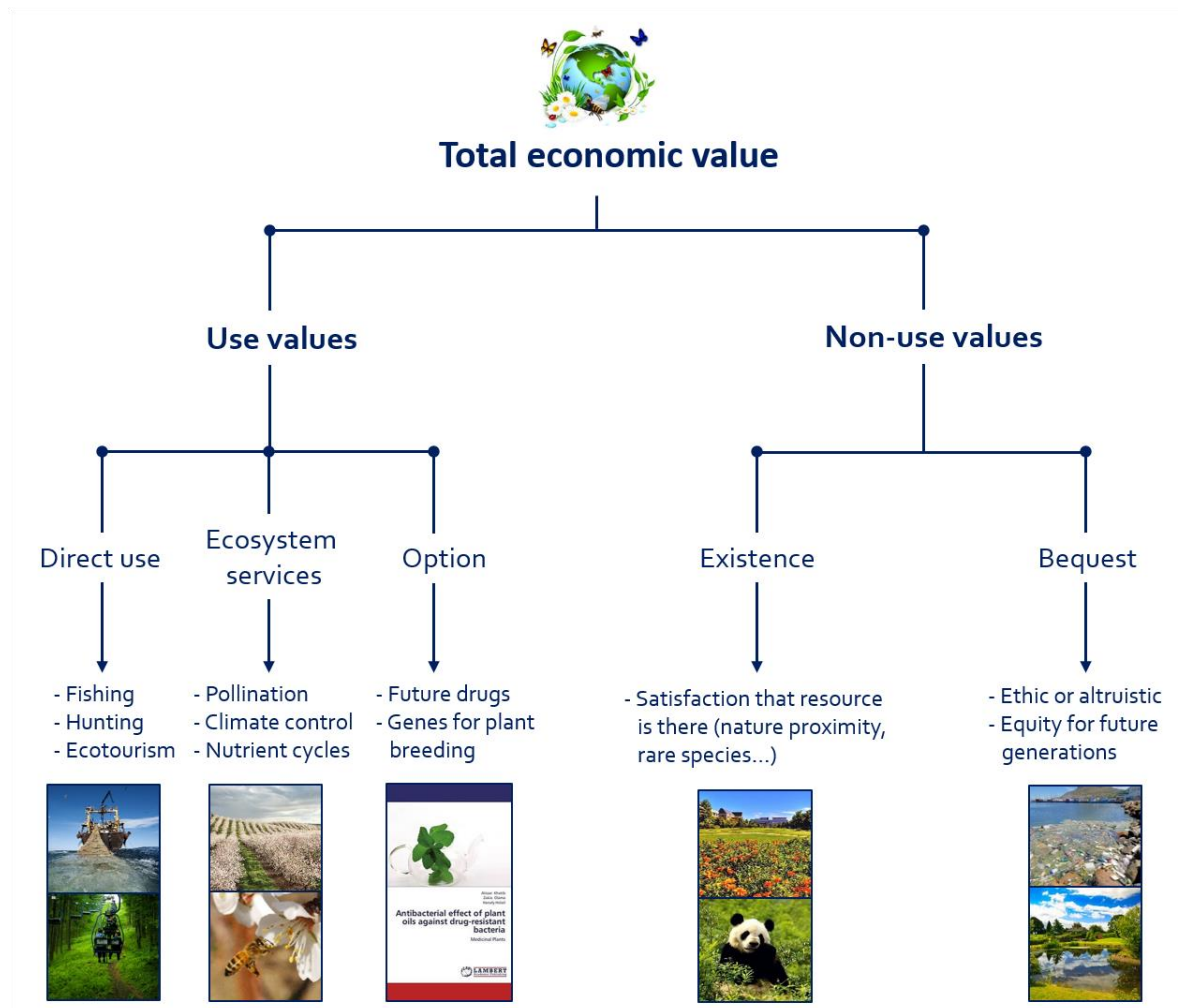 Total economic value
Use values
Non-use values
Direct use
Ecosystem
services
Option
Existence
Bequest
- Fishing
- Hunting
- Ecotourism
- Pollination
- Climate control
- Nutrient cycles
- Future drugs
- Genes for plant
breeding
- Satisfaction that resource
is there (nature proximity,
rare species...)
- Ethic or altruistic
- Equity for future
generations
Antibacterial effect of plant
oils against drug-resistant
bacteria
Medicinal Plants
LAMBERT